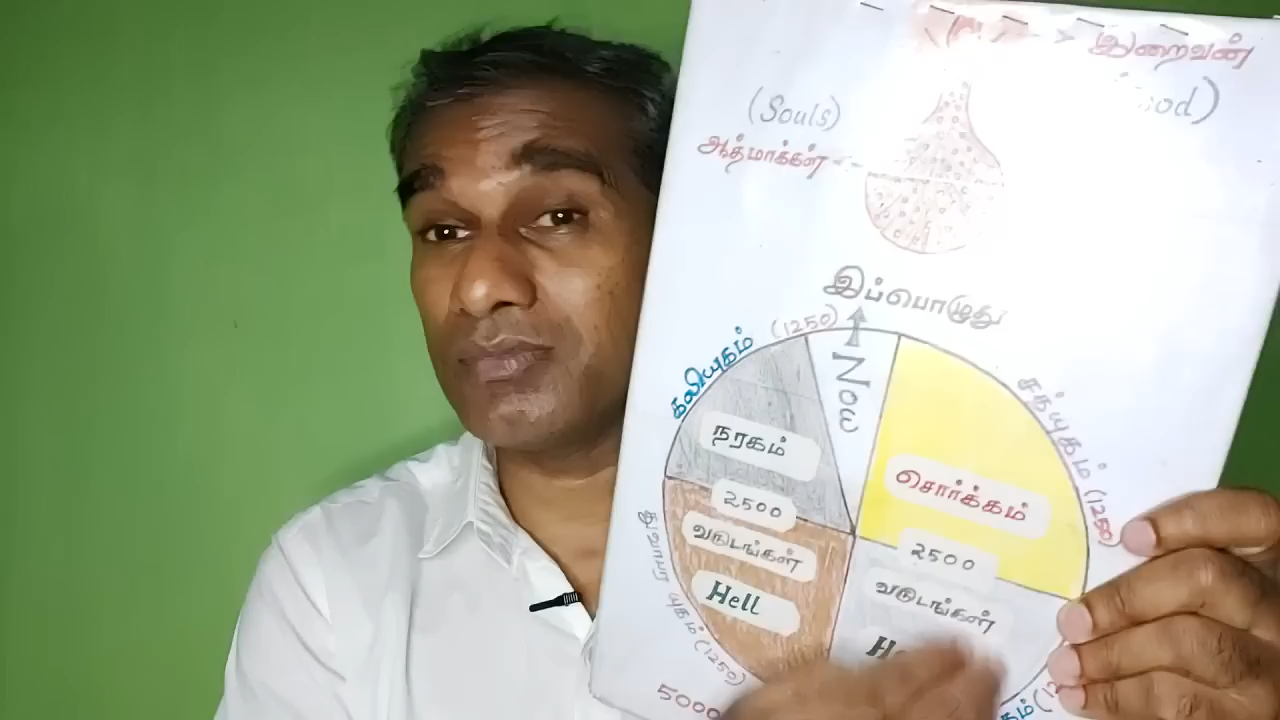 இறைவன்
(Souls)
ஆத்மாக்கள்
இப்பொழுது
Now
கலியுகம் (1250)
சத்யுகம் (1250)
நரகம்
2500
வருடங்கள்
Hell
சொர்க்கம்
2500
வருடங்கள்
யுகம் (1250)
5000